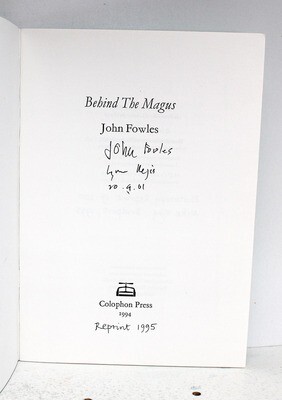 Behind The Magus
John Fowles
John Fowles
Lyme Regis
20.9.01
Colophon Press
1994
Reprint 1995